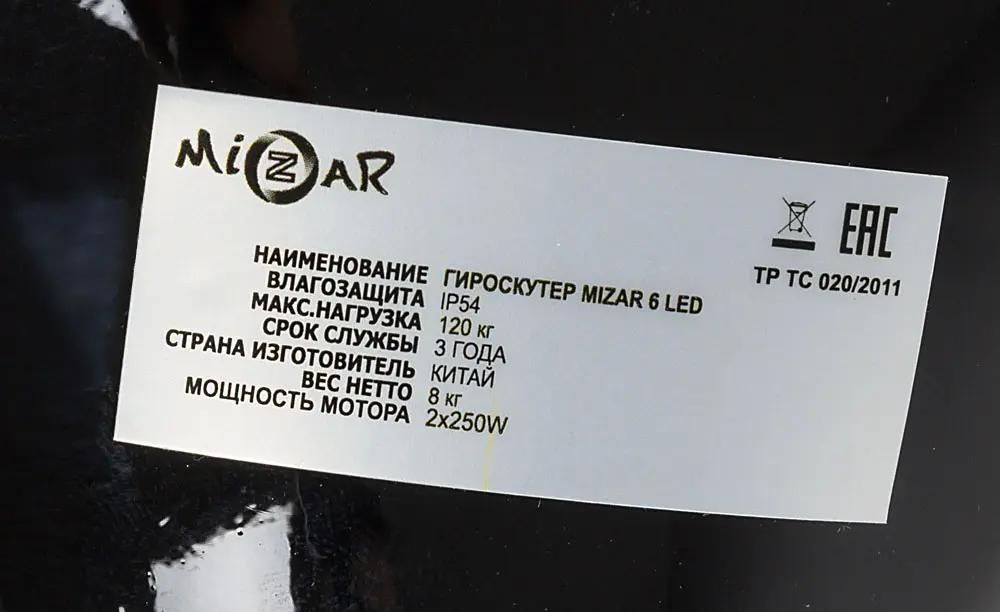 MiZAR
EAC
ТР ТС 020/2011
НАИМЕНОВАНИЕ ГИРОСКУТЕР MIZAR 6 LED
ВЛАГОЗАЩИТА IP54
МАКС.НАГРУЗКА 120 кг
СРОК СЛУЖБЫ 3 ГОДА
СТРАНА ИЗГОТОВИТЕЛЬ КИТАЙ
ВЕС НЕТТО 8 кг
МОЩНОСТЬ МОТОРА 2x250W